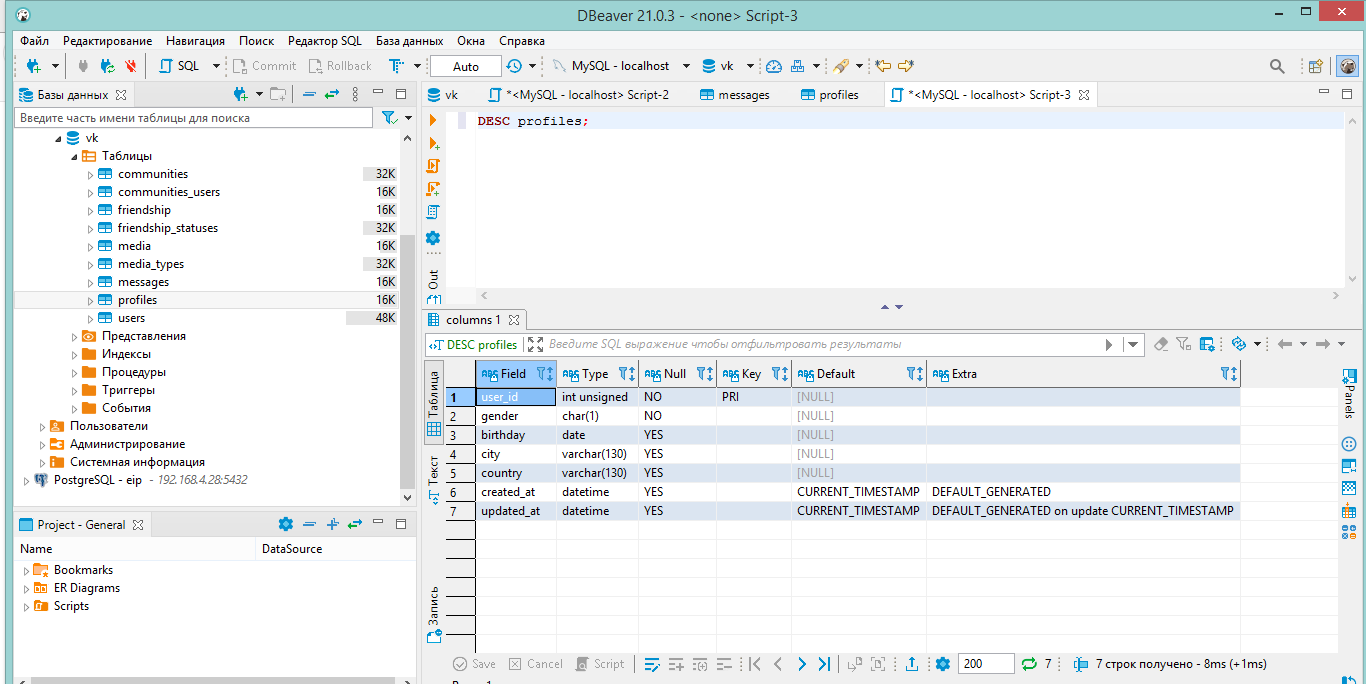 DBeaver 21.0.3 - <none> Script-3
Файл Редактирование Навигация Поиск Редактор SQL База данных Окна Справка
SQL Commit Rollback Auto MySQL - localhost vk
Базы данных
Введите часть имени таблицы для поиска
vk
Таблицы
communities 32K
communities_users 16K
friendship 16K
friendship_statuses 32K
media 16K
media_types 32K
messages 16K
profiles 16K
users 48K
Представления
Индексы
Процедуры
Триггеры
События
Пользователи
Администрирование
Системная информация
PostgreSQL - eip - 192.168.4.28:5432
Project - General
Name DataSource
Bookmarks
ER Diagrams
Scripts
vk *<MySQL - localhost> Script-2 messages profiles *<MySQL - localhost> Script-3
DESC profiles;
Out
columns 1
DESC profiles Введите SQL выражение чтобы отфильтровать результаты
Таблица
Текст
Запись
Field Type Null Key Default Extra
1 user_id int unsigned NO PRI [NULL]
2 gender char(1) NO [NULL]
3 birthday date YES [NULL]
4 city varchar(130) YES [NULL]
5 country varchar(130) YES [NULL]
6 created_at datetime YES CURRENT_TIMESTAMP DEFAULT_GENERATED
7 updated_at datetime YES CURRENT_TIMESTAMP DEFAULT_GENERATED on update CURRENT_TIMESTAMP
Panels
Save Cancel Script 200 7 7 строк получено - 8ms (+1ms)